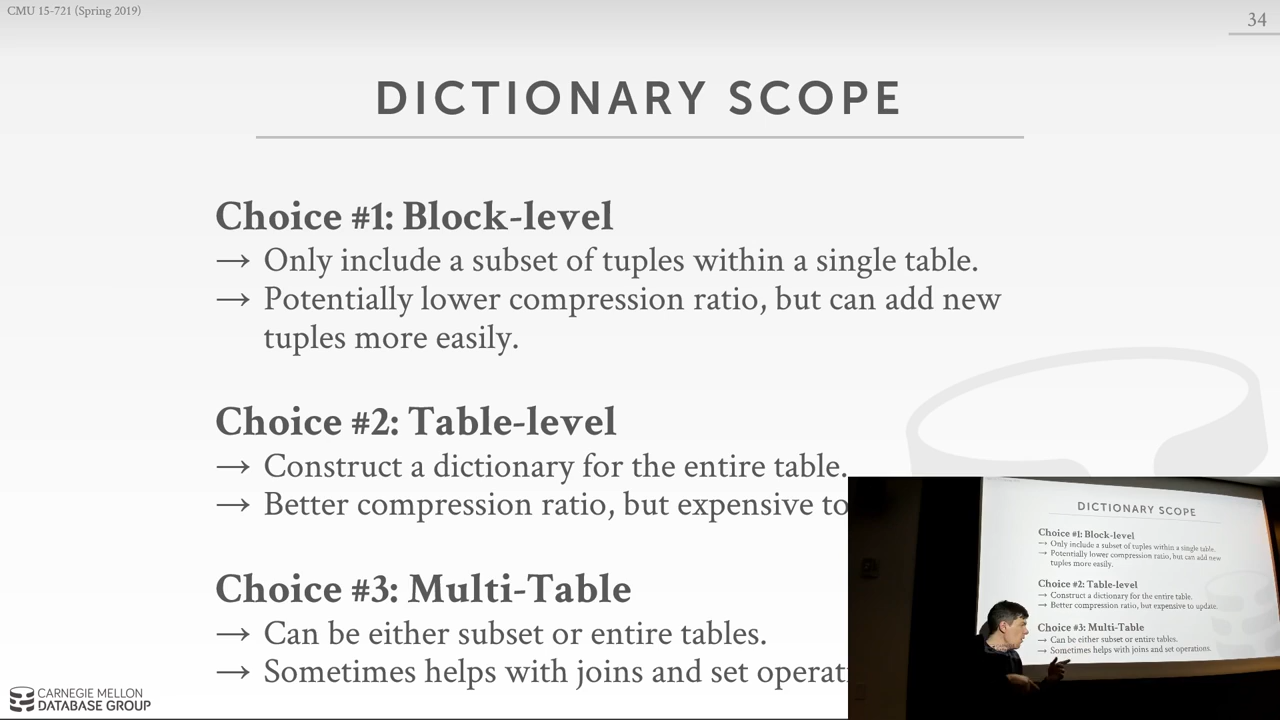 CMU 15-721 (Spring 2019)
34
DICTIONARY SCOPE
Choice #1: Block-level
→ Only include a subset of tuples within a single table.
→ Potentially lower compression ratio, but can add new
tuples more easily.
Choice #2: Table-level
→ Construct a dictionary for the entire table.
→ Better compression ratio, but expensive to
Choice #3: Multi-Table
→ Can be either subset or entire tables.
→ Sometimes helps with joins and set operati
CARNEGIE MELLON
DATABASE GROUP
DICTIONARY SCOPE
Choice #1: Block-level
→ Only include a subset of tuples within a single table.
→ Potentially lower compression ratio, but can add new
tuples more easily.
Choice #2: Table-level
→ Construct a dictionary for the entire table.
→ Better compression ratio, but expensive to update.
Choice #3: Multi-Table
→ Can be either subset or entire tables.
→ Sometimes helps with joins and set operations.